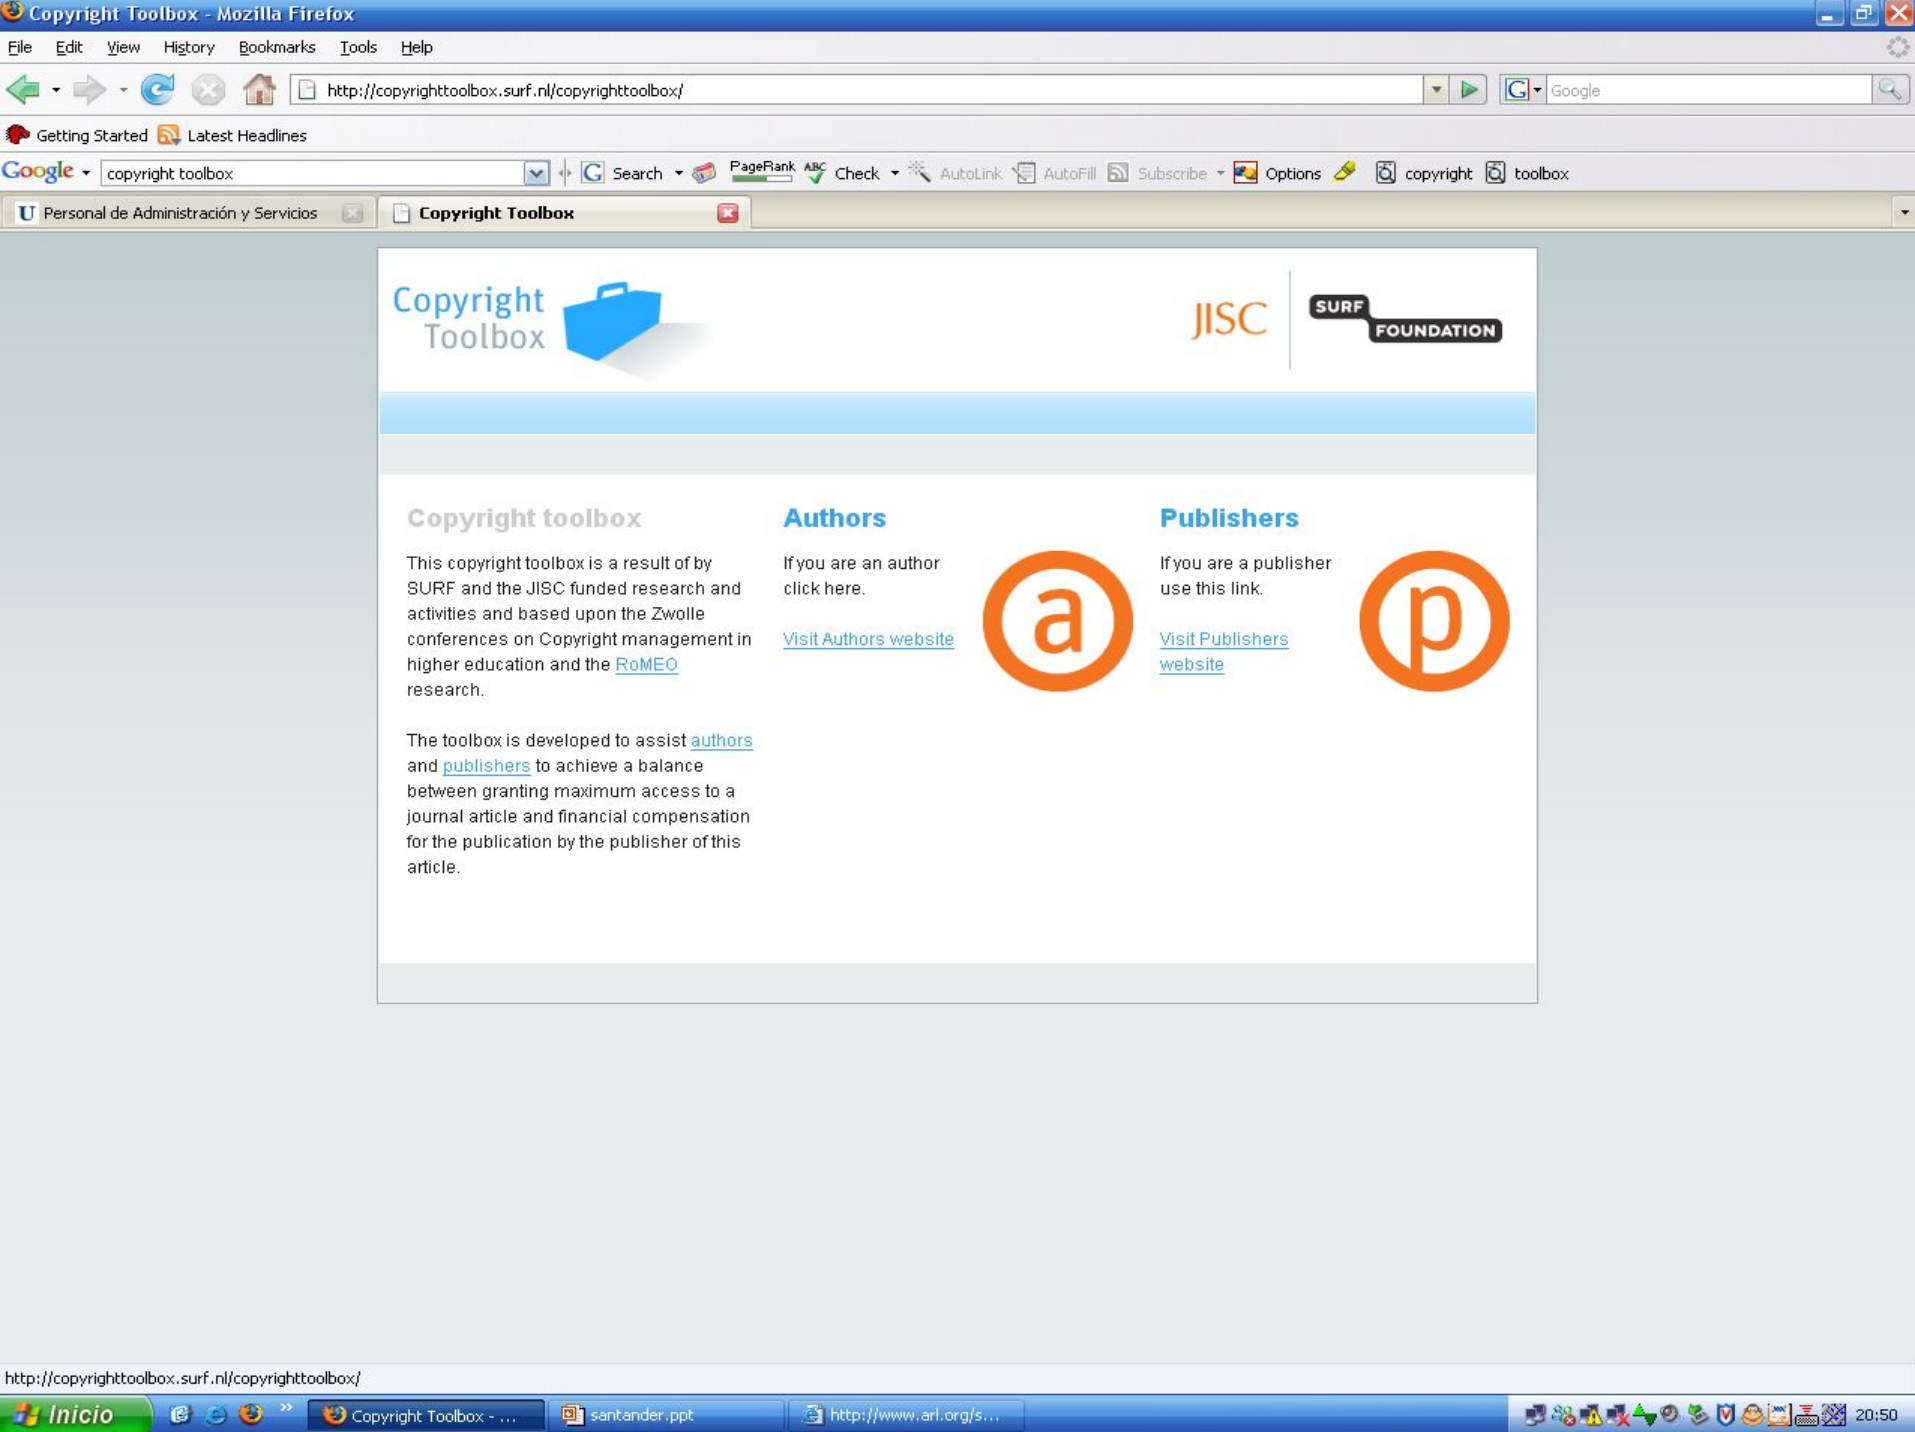 Copyright Toolbox - Mozilla Firefox
File Edit View History Bookmarks Tools Help
http://copyrighttoolbox.surf.nl/copyrighttoolbox/
G Google
Getting Started Latest Headlines
Google copyright toolbox G Search PageRank ABC Check AutoLink AutoFill Subscribe Options copyright toolbox
U Personal de Administración y Servicios Copyright Toolbox
Copyright
Toolbox
JISC
SURF
FOUNDATION
Copyright toolbox
This copyright toolbox is a result of by
SURF and the JISC funded research and
activities and based upon the Zwolle
conferences on Copyright management in
higher education and the RoMEO
research.
The toolbox is developed to assist authors
and publishers to achieve a balance
between granting maximum access to a
journal article and financial compensation
for the publication by the publisher of this
article.
Authors
If you are an author
click here.
Visit Authors website
a
Publishers
If you are a publisher
use this link.
Visit Publishers
website
p
http://copyrighttoolbox.surf.nl/copyrighttoolbox/
Inicio Copyright Toolbox - ... santander.ppt http://www.arl.org/s... 20:50